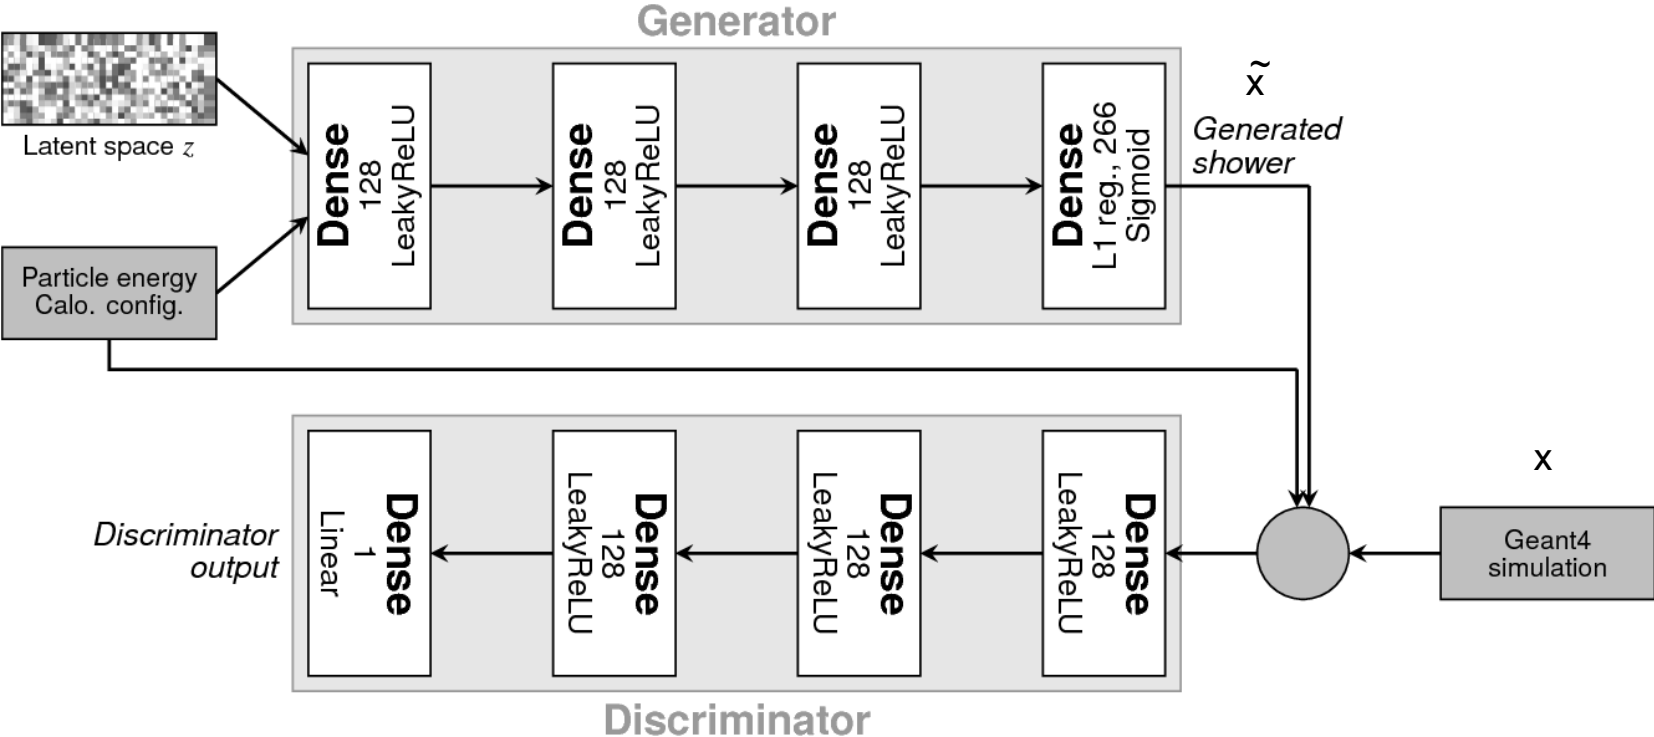 Generator
Latent space z
Particle energy
Calo. config.
Dense
128
LeakyReLU
Dense
128
LeakyReLU
Dense
128
LeakyReLU
Dense
L1 reg., 266
Sigmoid
x̃
Generated
shower
x
Geant4
simulation
Dense
128
LeakyReLU
Dense
128
LeakyReLU
Dense
128
LeakyReLU
Dense
1
Linear
Discriminator
output
Discriminator